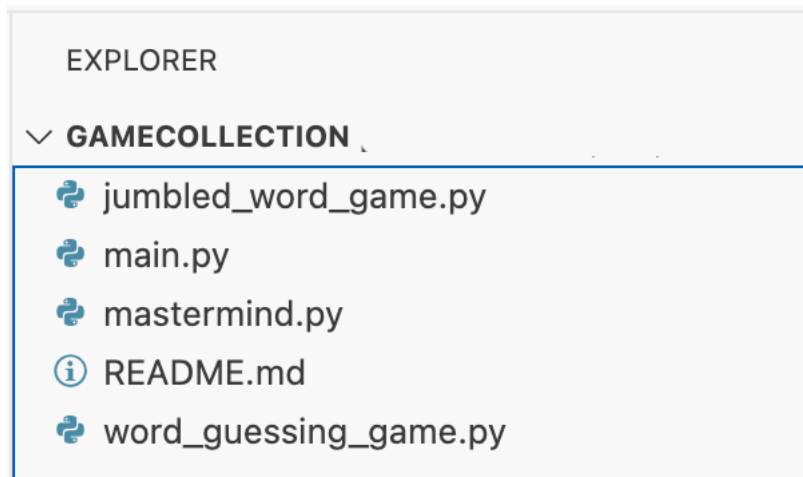 EXPLORER
GAMECOLLECTION
jumbled_word_game.py
main.py
mastermind.py
README.md
word_guessing_game.py